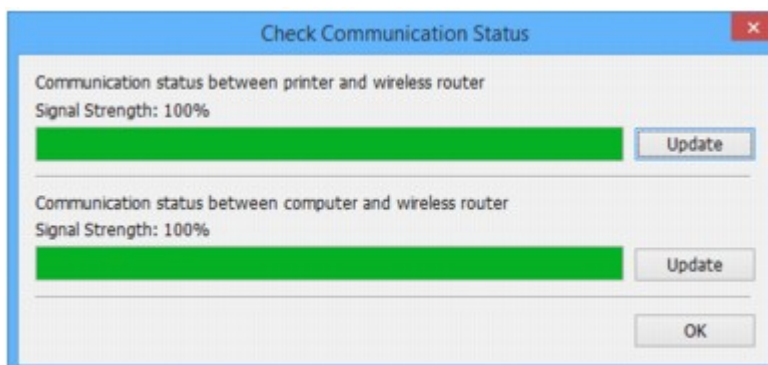 Check Communication Status
Communication status between printer and wireless router
Signal Strength: 100%
Update
Communication status between computer and wireless router
Signal Strength: 100%
Update
OK